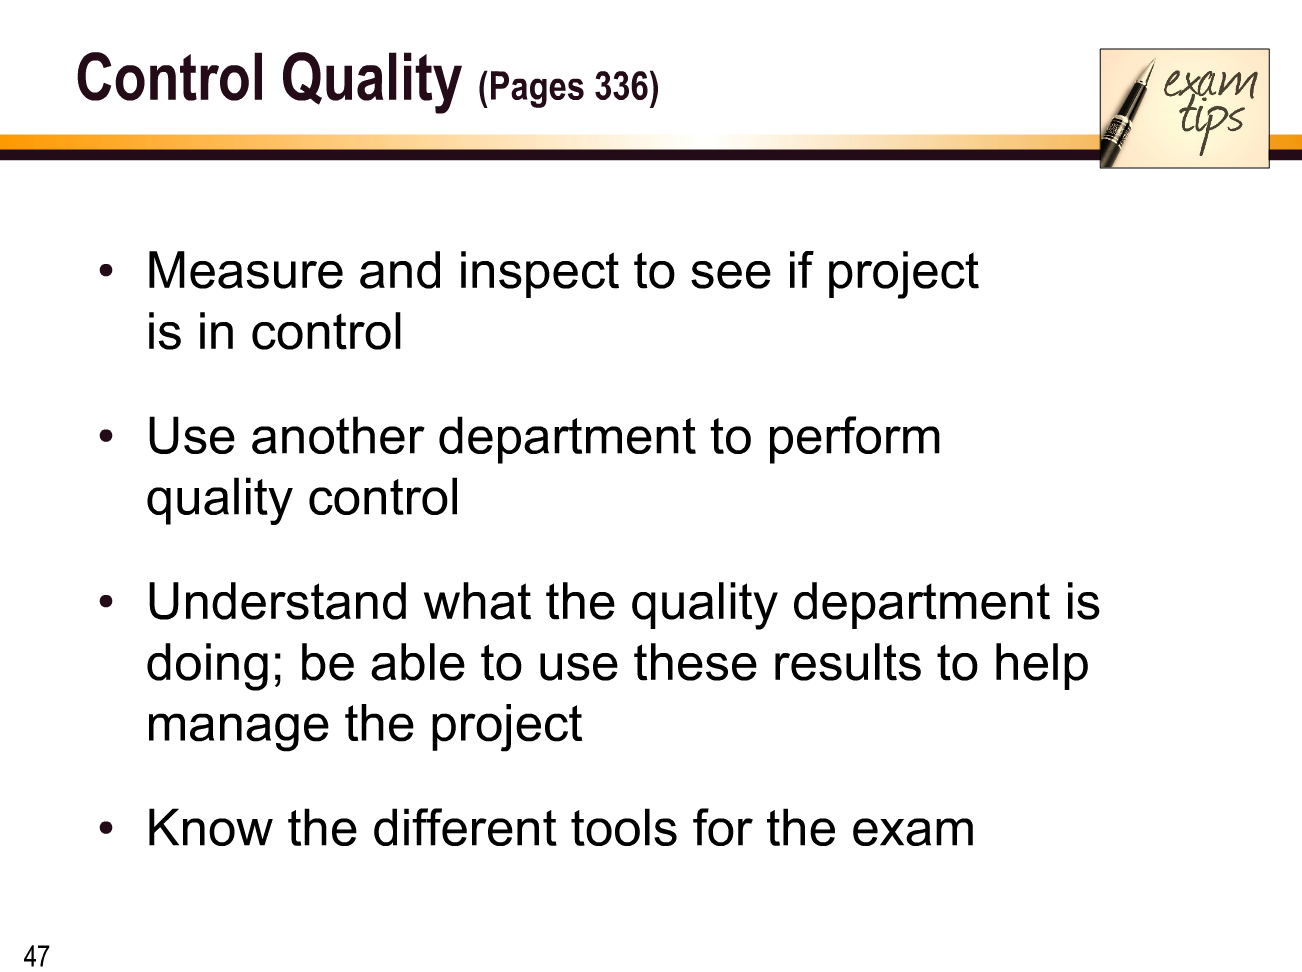 Control Quality (Pages 336)
exam
tips
• Measure and inspect to see if project
is in control
• Use another department to perform
quality control
• Understand what the quality department is
doing; be able to use these results to help
manage the project
• Know the different tools for the exam
47